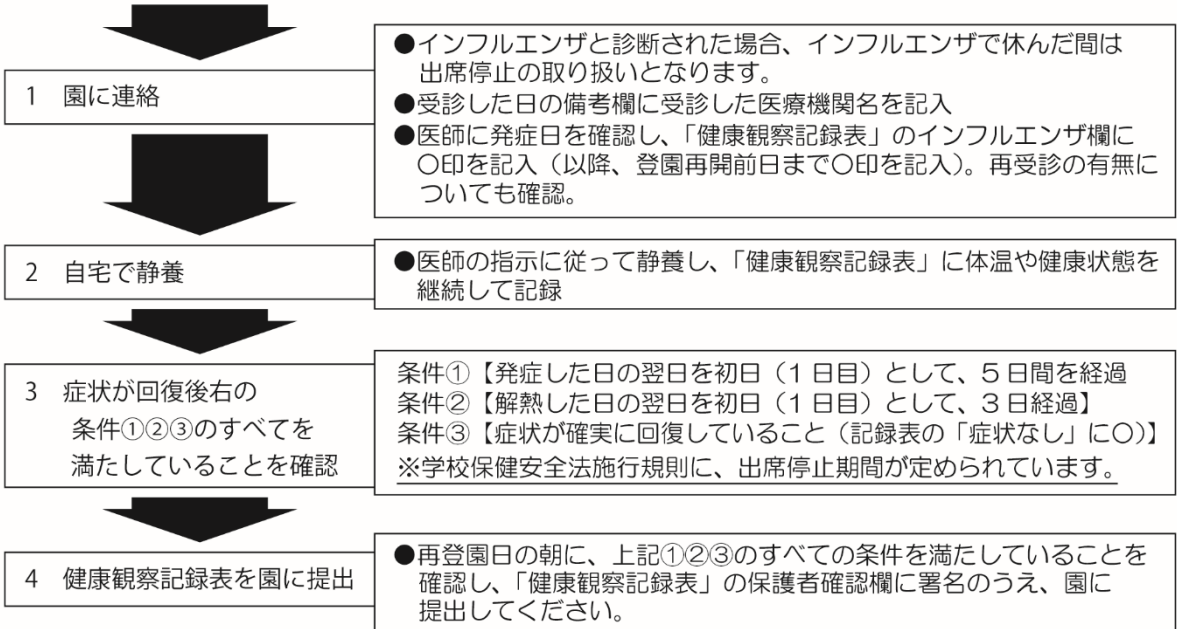 1 園に連絡
●インフルエンザと診断された場合、インフルエンザで休んだ間は
出席停止の取り扱いとなります。
●受診した日の備考欄に受診した医療機関名を記入
●医師に発症日を確認し、「健康観察記録表」のインフルエンザ欄に
〇印を記入（以降、登園再開前日まで〇印を記入）。再受診の有無に
ついても確認。
2 自宅で静養
●医師の指示に従って静養し、「健康観察記録表」に体温や健康状態を
継続して記録
3 症状が回復後右の
条件①②③のすべてを
満たしていることを確認
条件①【発症した日の翌日を初日（1日目）として、5日間を経過
条件②【解熱した日の翌日を初日（1日目）として、3日経過】
条件③【症状が確実に回復していること（記録表の「症状なし」に〇）】
※学校保健安全法施行規則に、出席停止期間が定められています。
4 健康観察記録表を園に提出
●再登園日の朝に、上記①②③のすべての条件を満たしていることを
確認し、「健康観察記録表」の保護者確認欄に署名のうえ、園に
提出してください。